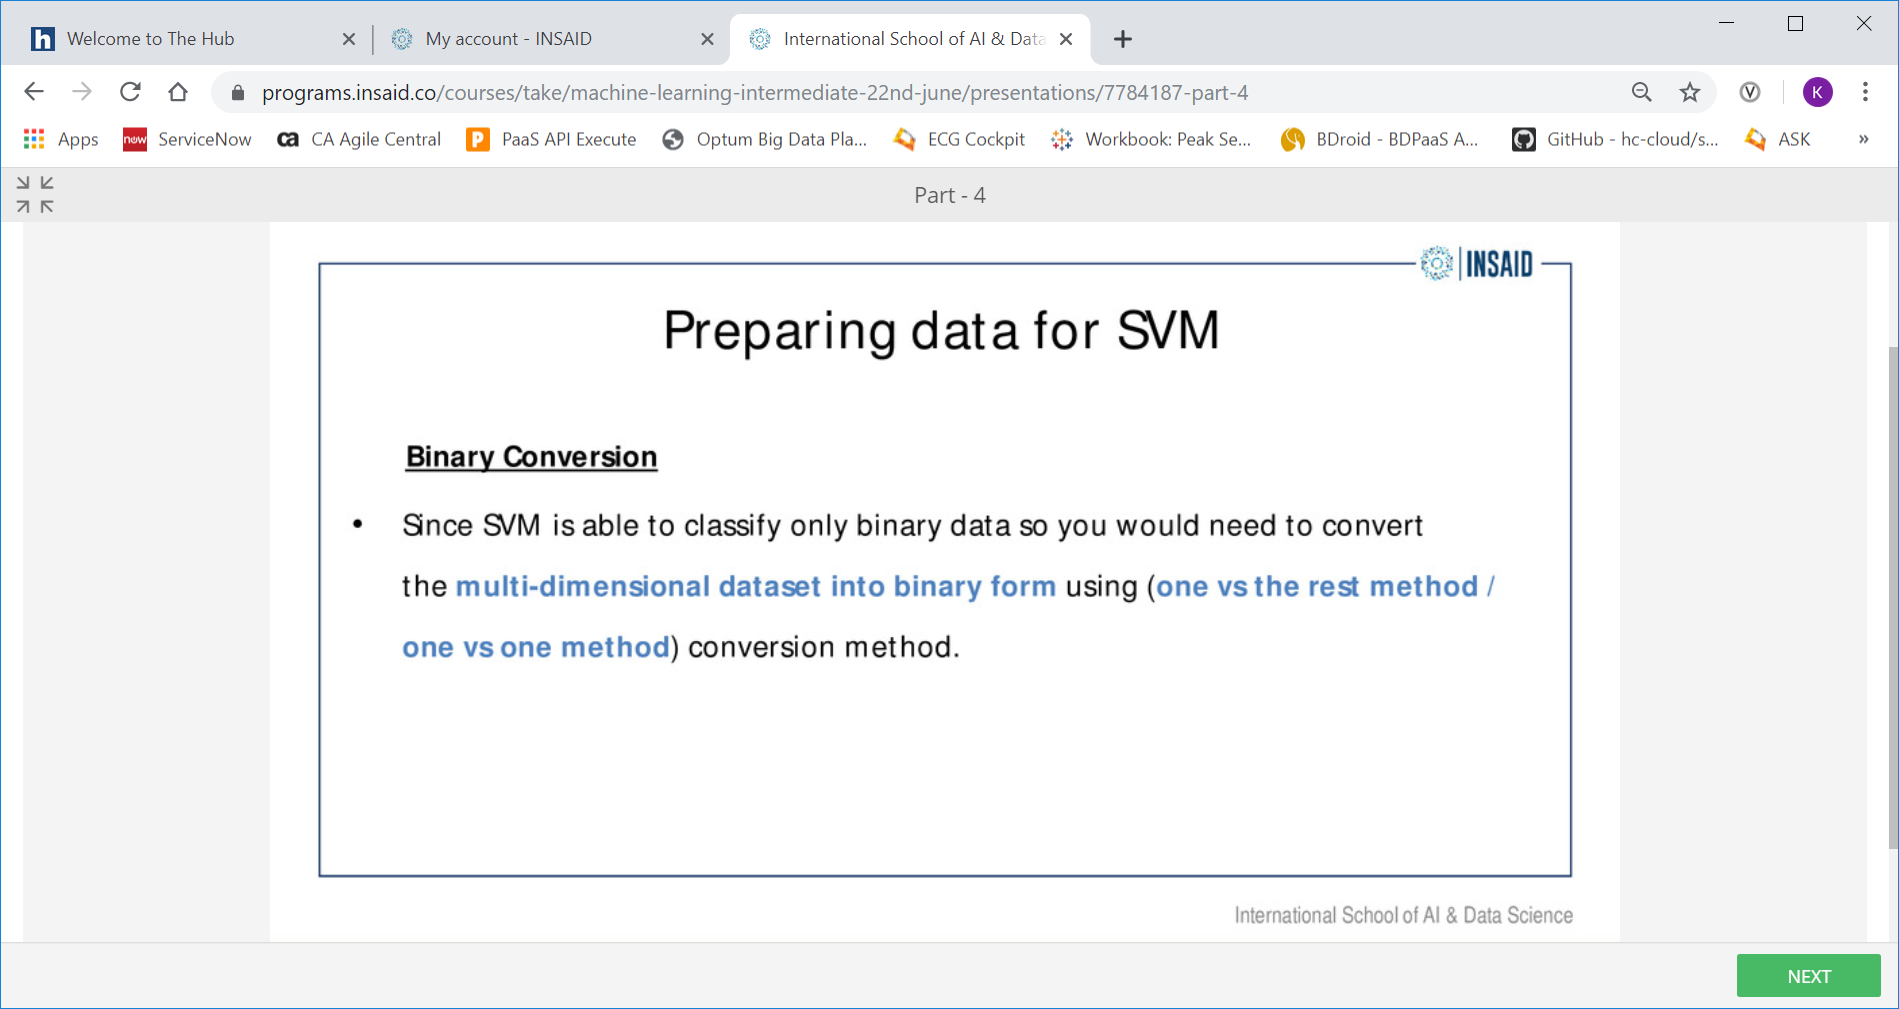 Welcome to The Hub
My account - INSAID
International School of AI & Data
programs.insaid.co/courses/take/machine-learning-intermediate-22nd-june/presentations/7784187-part-4
K
Apps
now ServiceNow
ca CA Agile Central
P PaaS API Execute
Optum Big Data Pla...
ECG Cockpit
Workbook: Peak Se...
BDroid - BDPaaS A...
GitHub - hc-cloud/s...
ASK
»
Part - 4
INSAID
Preparing data for SVM
Binary Conversion
• Since SVM is able to classify only binary data so you would need to convert
the multi-dimensional dataset into binary form using (one vs the rest method /
one vs one method) conversion method.
International School of AI & Data Science
NEXT